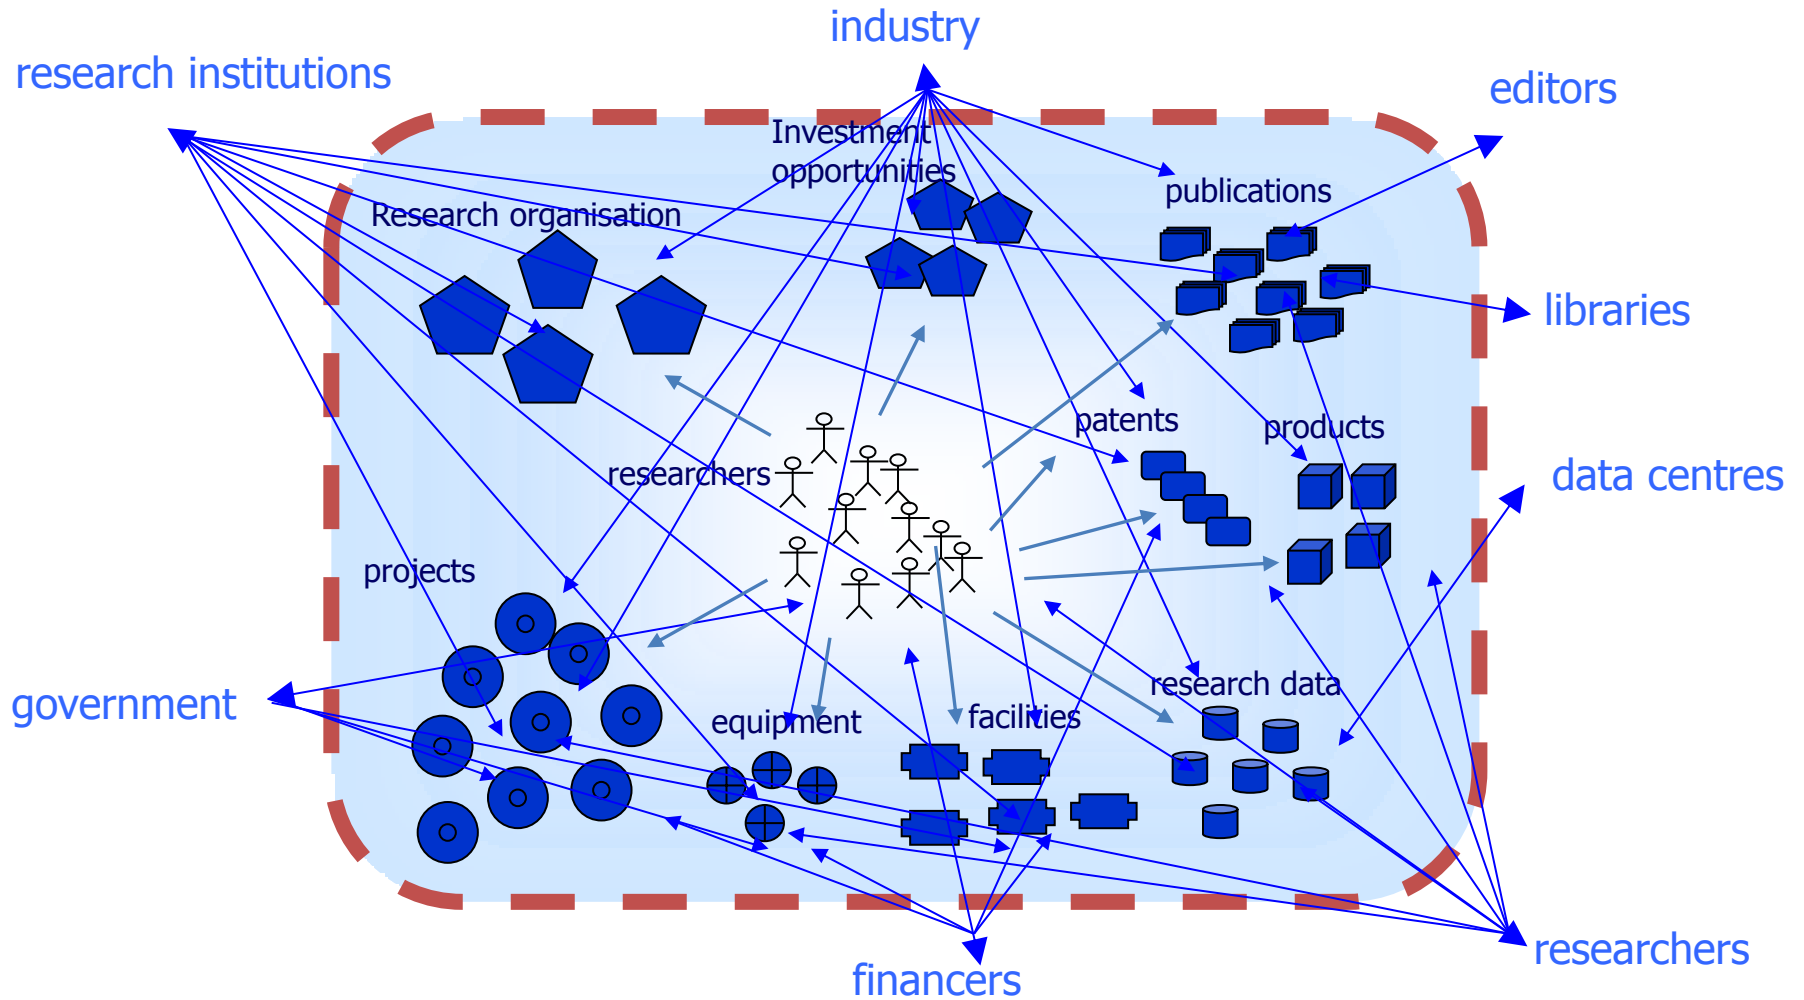 industry
research institutions
editors
Investment
opportunities
publications
Research organisation
libraries
patents
products
researchers
data centres
projects
research data
government
equipment
facilities
researchers
financers